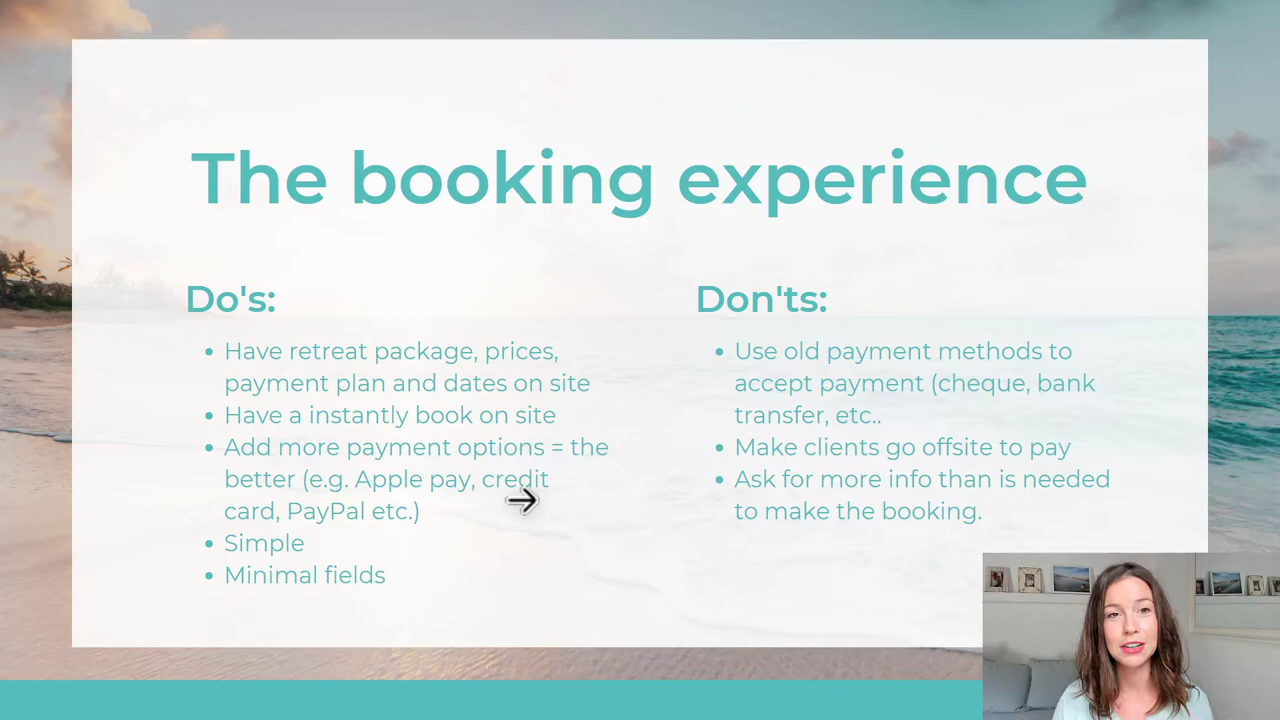 The booking experience
Do's:
Have retreat package, prices,
payment plan and dates on site
Have a instantly book on site
Add more payment options = the
better (e.g. Apple pay, credit
card, PayPal etc.)
Simple
Minimal fields
Don'ts:
Use old payment methods to
accept payment (cheque, bank
transfer, etc..
Make clients go offsite to pay
Ask for more info than is needed
to make the booking.